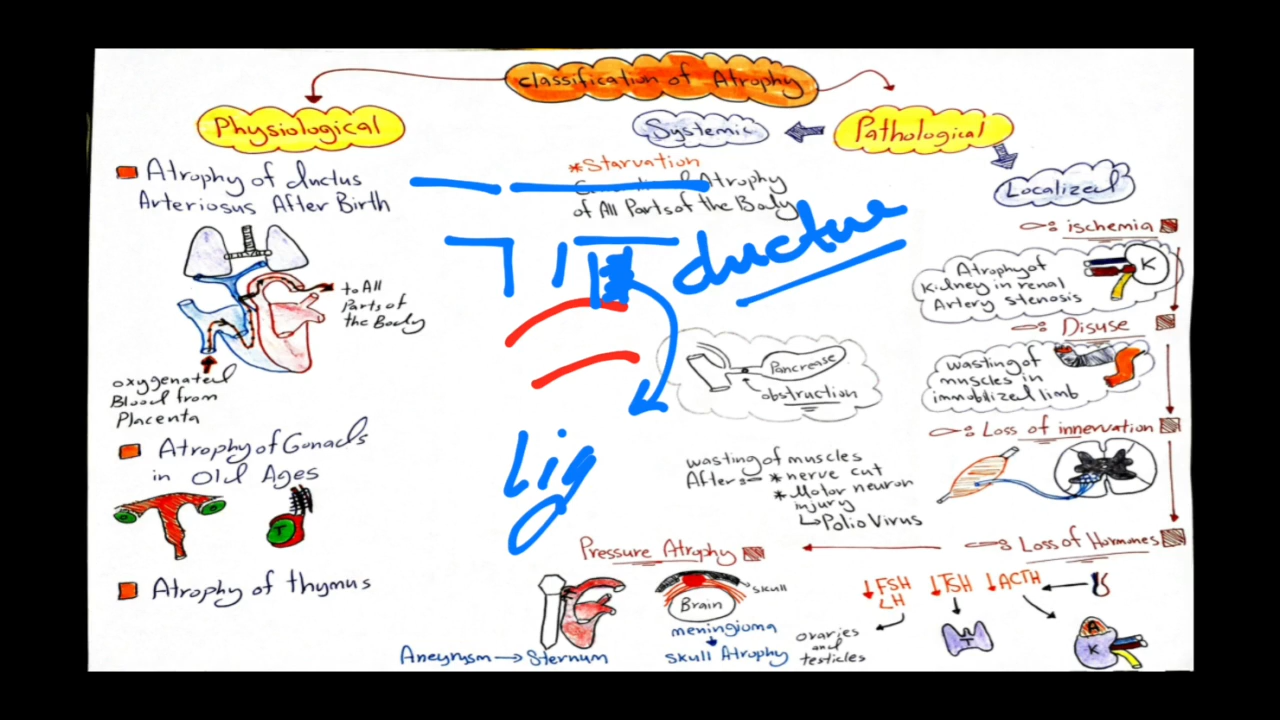 classification of Atrophy
Physiological
Atrophy of ductus
Arteriosus After Birth
to All
Parts of
the Body
oxygenated
Blood from
Placenta
Atrophy of Gonads
in Old Ages
T
Atrophy of thymus
Pathological
Systemic
*Starvation
Atrophy
of All Parts of the Body
ductue
Lig
Localized
ischemia
Atrophy of
Kidney in renal
Artery stenosis
K
Disuse
wasting of
muscles in
immobilized limb
Pancrease
obstruction
Loss of innervation
wasting of muscles
After :- * nerve cut
* Motor neuron
injury
Polio Virus
Loss of Hormones
↓FSH ↓TSH ↓ACTH
LH
ovaries
and
testicles
T
A
K
Pressure Atrophy
Aneyrysm → Sternum
skull
Brain
meningioma
skull Atrophy